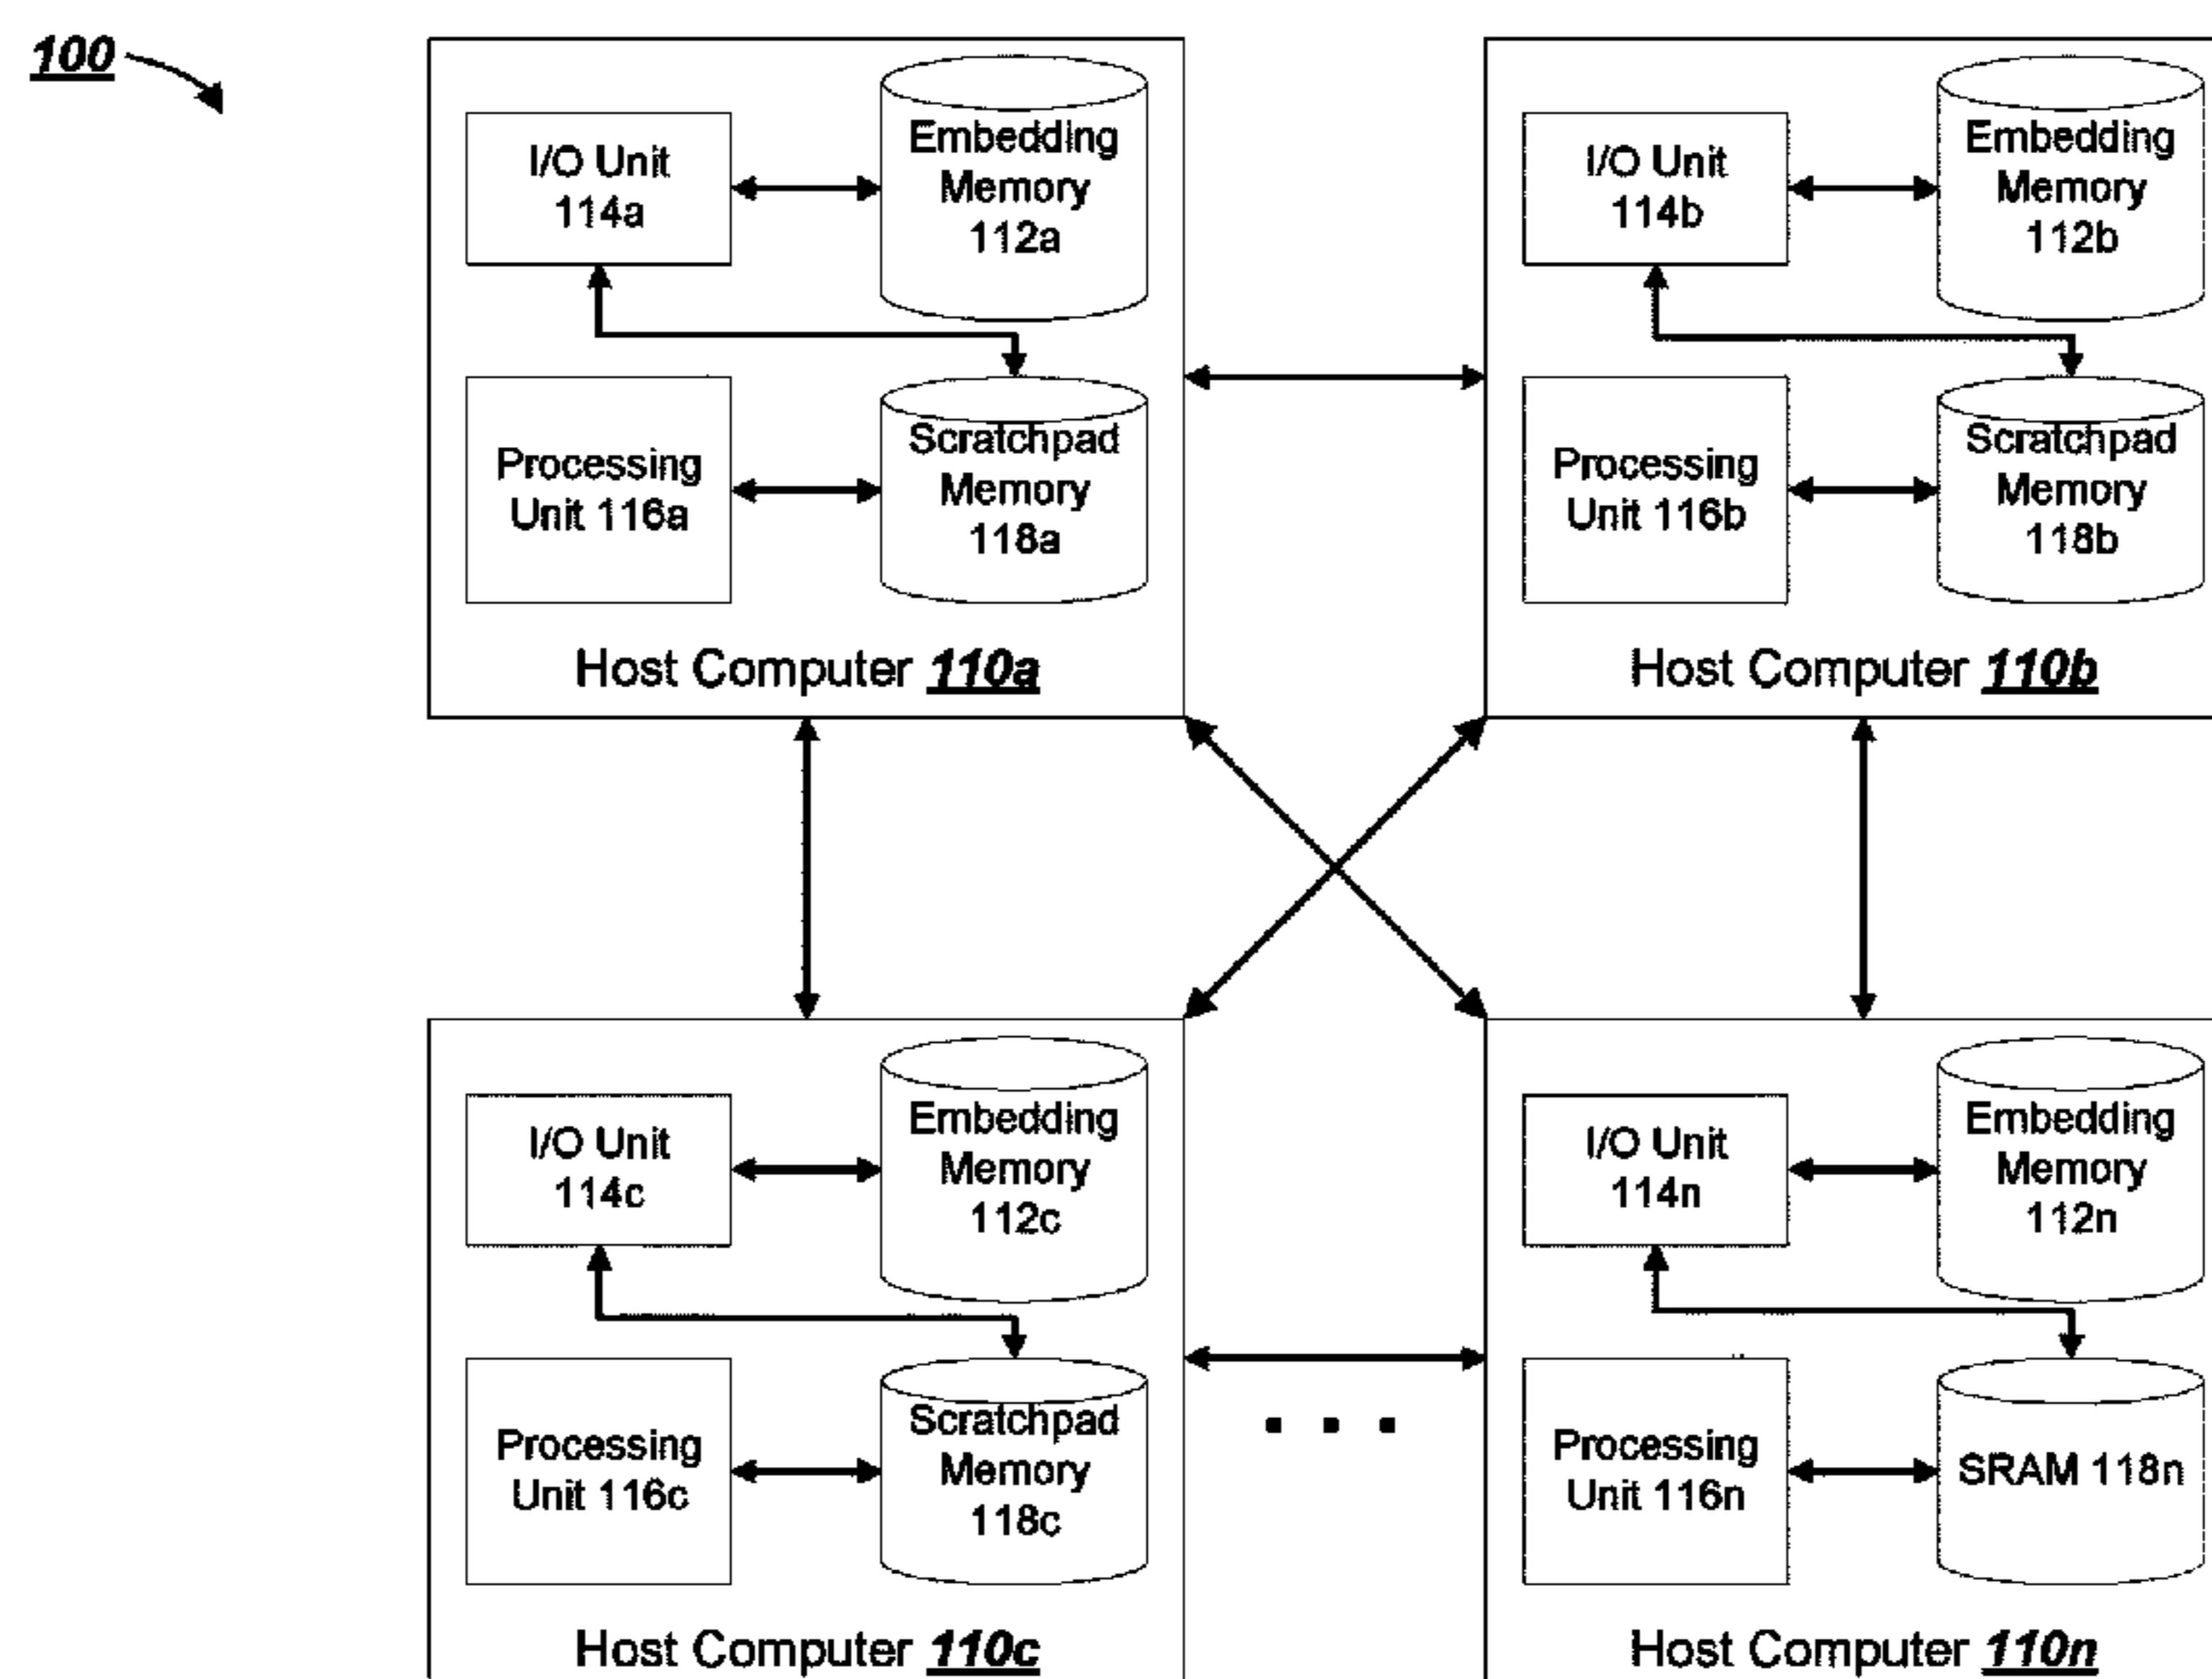 100
I/O Unit
114a
Embedding
Memory
112a
Processing
Unit 116a
Scratchpad
Memory
118a
Host Computer 110a
I/O Unit
114b
Embedding
Memory
112b
Processing
Unit 116b
Scratchpad
Memory
118b
Host Computer 110b
I/O Unit
114c
Embedding
Memory
112c
Processing
Unit 116c
Scratchpad
Memory
118c
Host Computer 110c
. . .
I/O Unit
114n
Embedding
Memory
112n
Processing
Unit 116n
SRAM 118n
Host Computer 110n